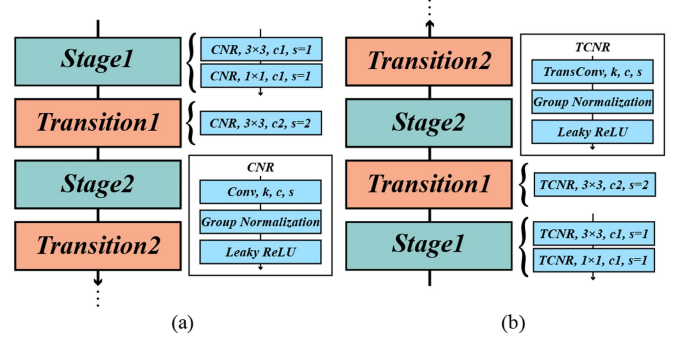 Stage1
CNR, 3×3, c1, s=1
CNR, 1×1, c1, s=1
Transition1
CNR, 3×3, c2, s=2
Stage2
Transition2
CNR
Conv, k, c, s
Group Normalization
Leaky ReLU
(a)
Transition2
Stage2
Transition1
Stage1
TCNR
TransConv, k, c, s
Group Normalization
Leaky ReLU
TCNR, 3×3, c2, s=2
TCNR, 3×3, c1, s=1
TCNR, 1×1, c1, s=1
(b)